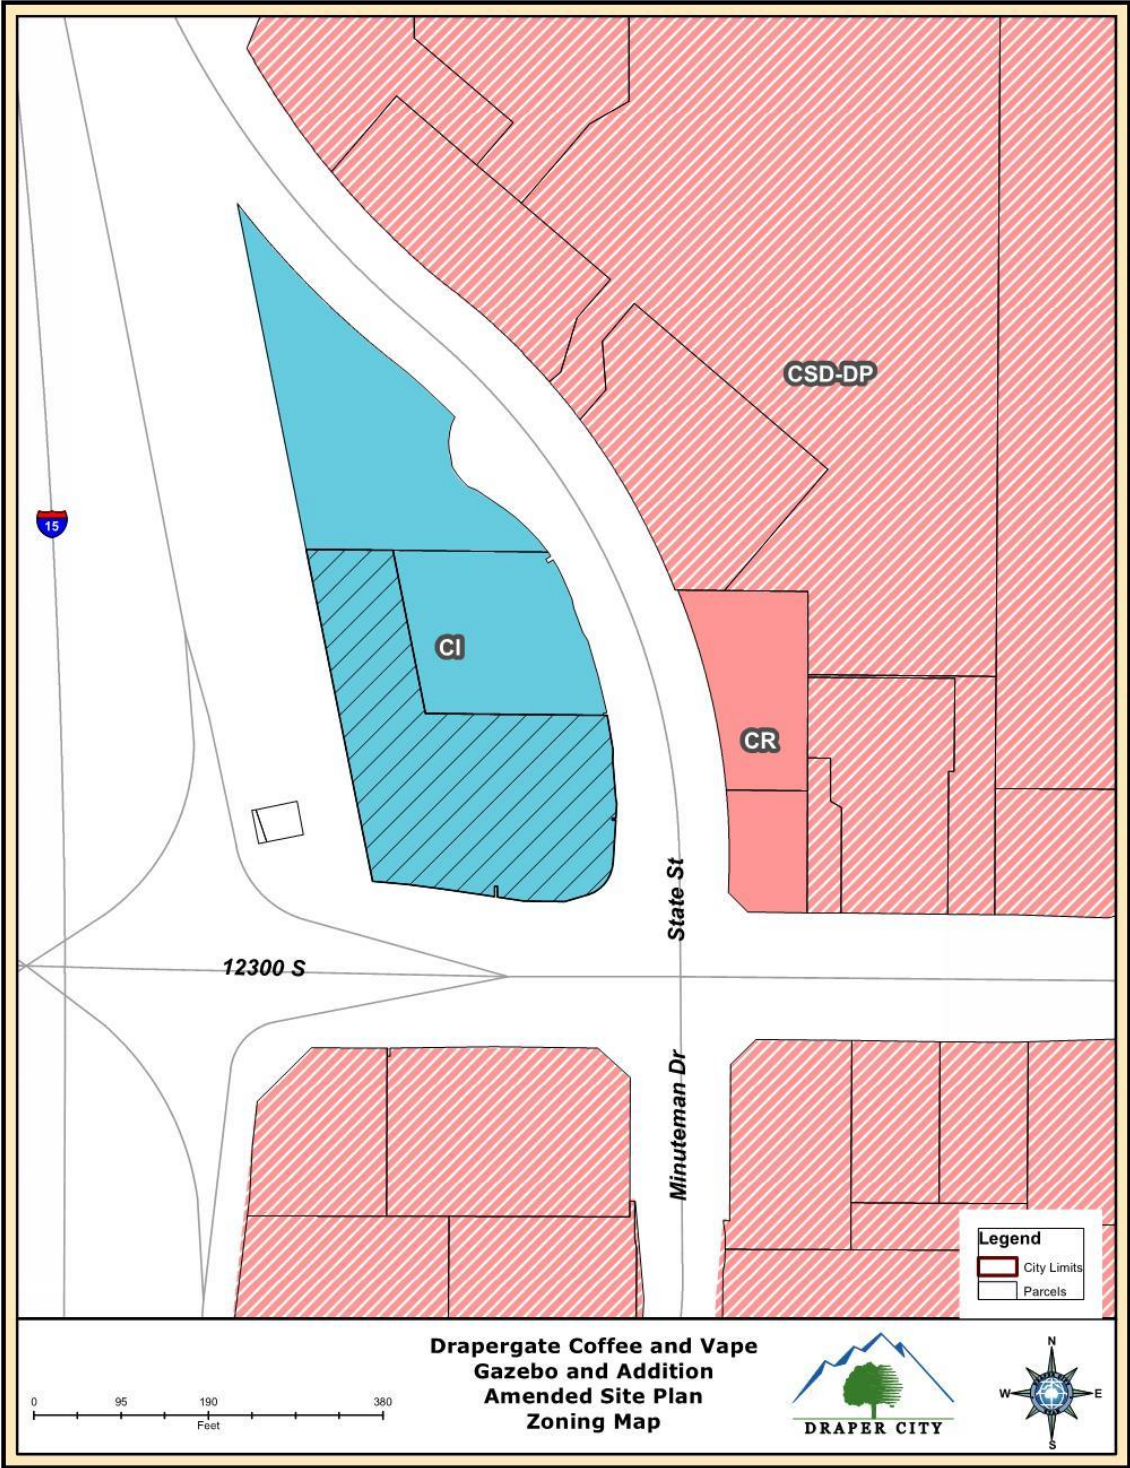 CSD-DP
15
CI
CR
State St
12300 S
Minuteman Dr
Legend
City Limits
Parcels
Drapergate Coffee and Vape
Gazebo and Addition
Amended Site Plan
Zoning Map
0 95 190 380
Feet
DRAPER CITY
N
W E
S